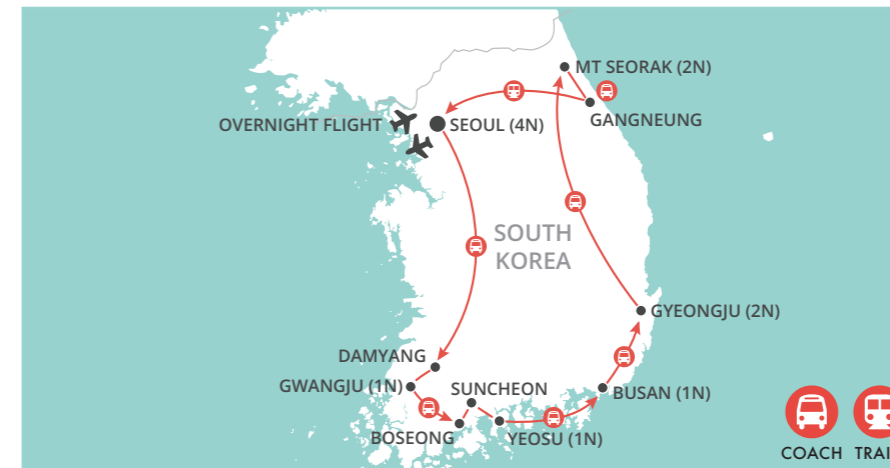 MT SEORAK (2N)
GANGNEUNG
OVERNIGHT FLIGHT
SEOUL (4N)
SOUTH
KOREA
GYEONGJU (2N)
DAMYANG
GWANGJU (1N)
SUNCHEON
BUSAN (1N)
BOSEONG
YEOSU (1N)
COACH
TRAI